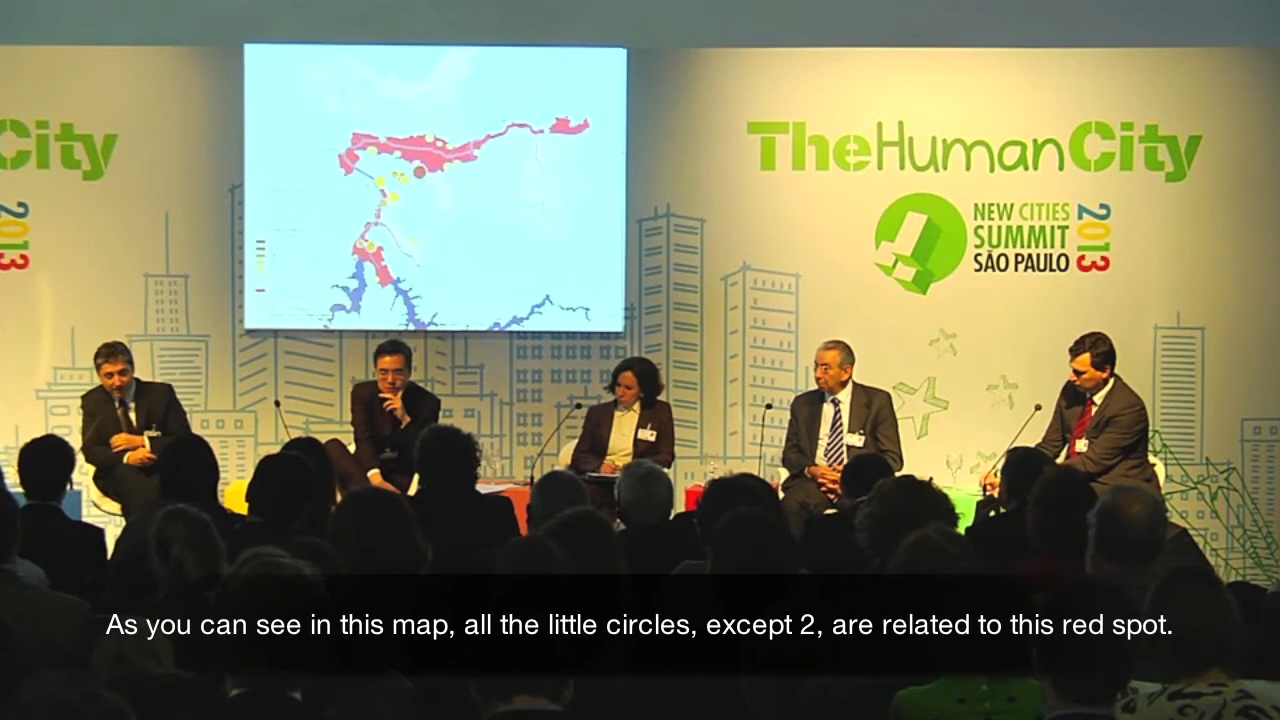 City
2013
TheHumanCity
NEW CITIES
SUMMIT
SÃO PAULO
2013
As you can see in this map, all the little circles, except 2, are related to this red spot.